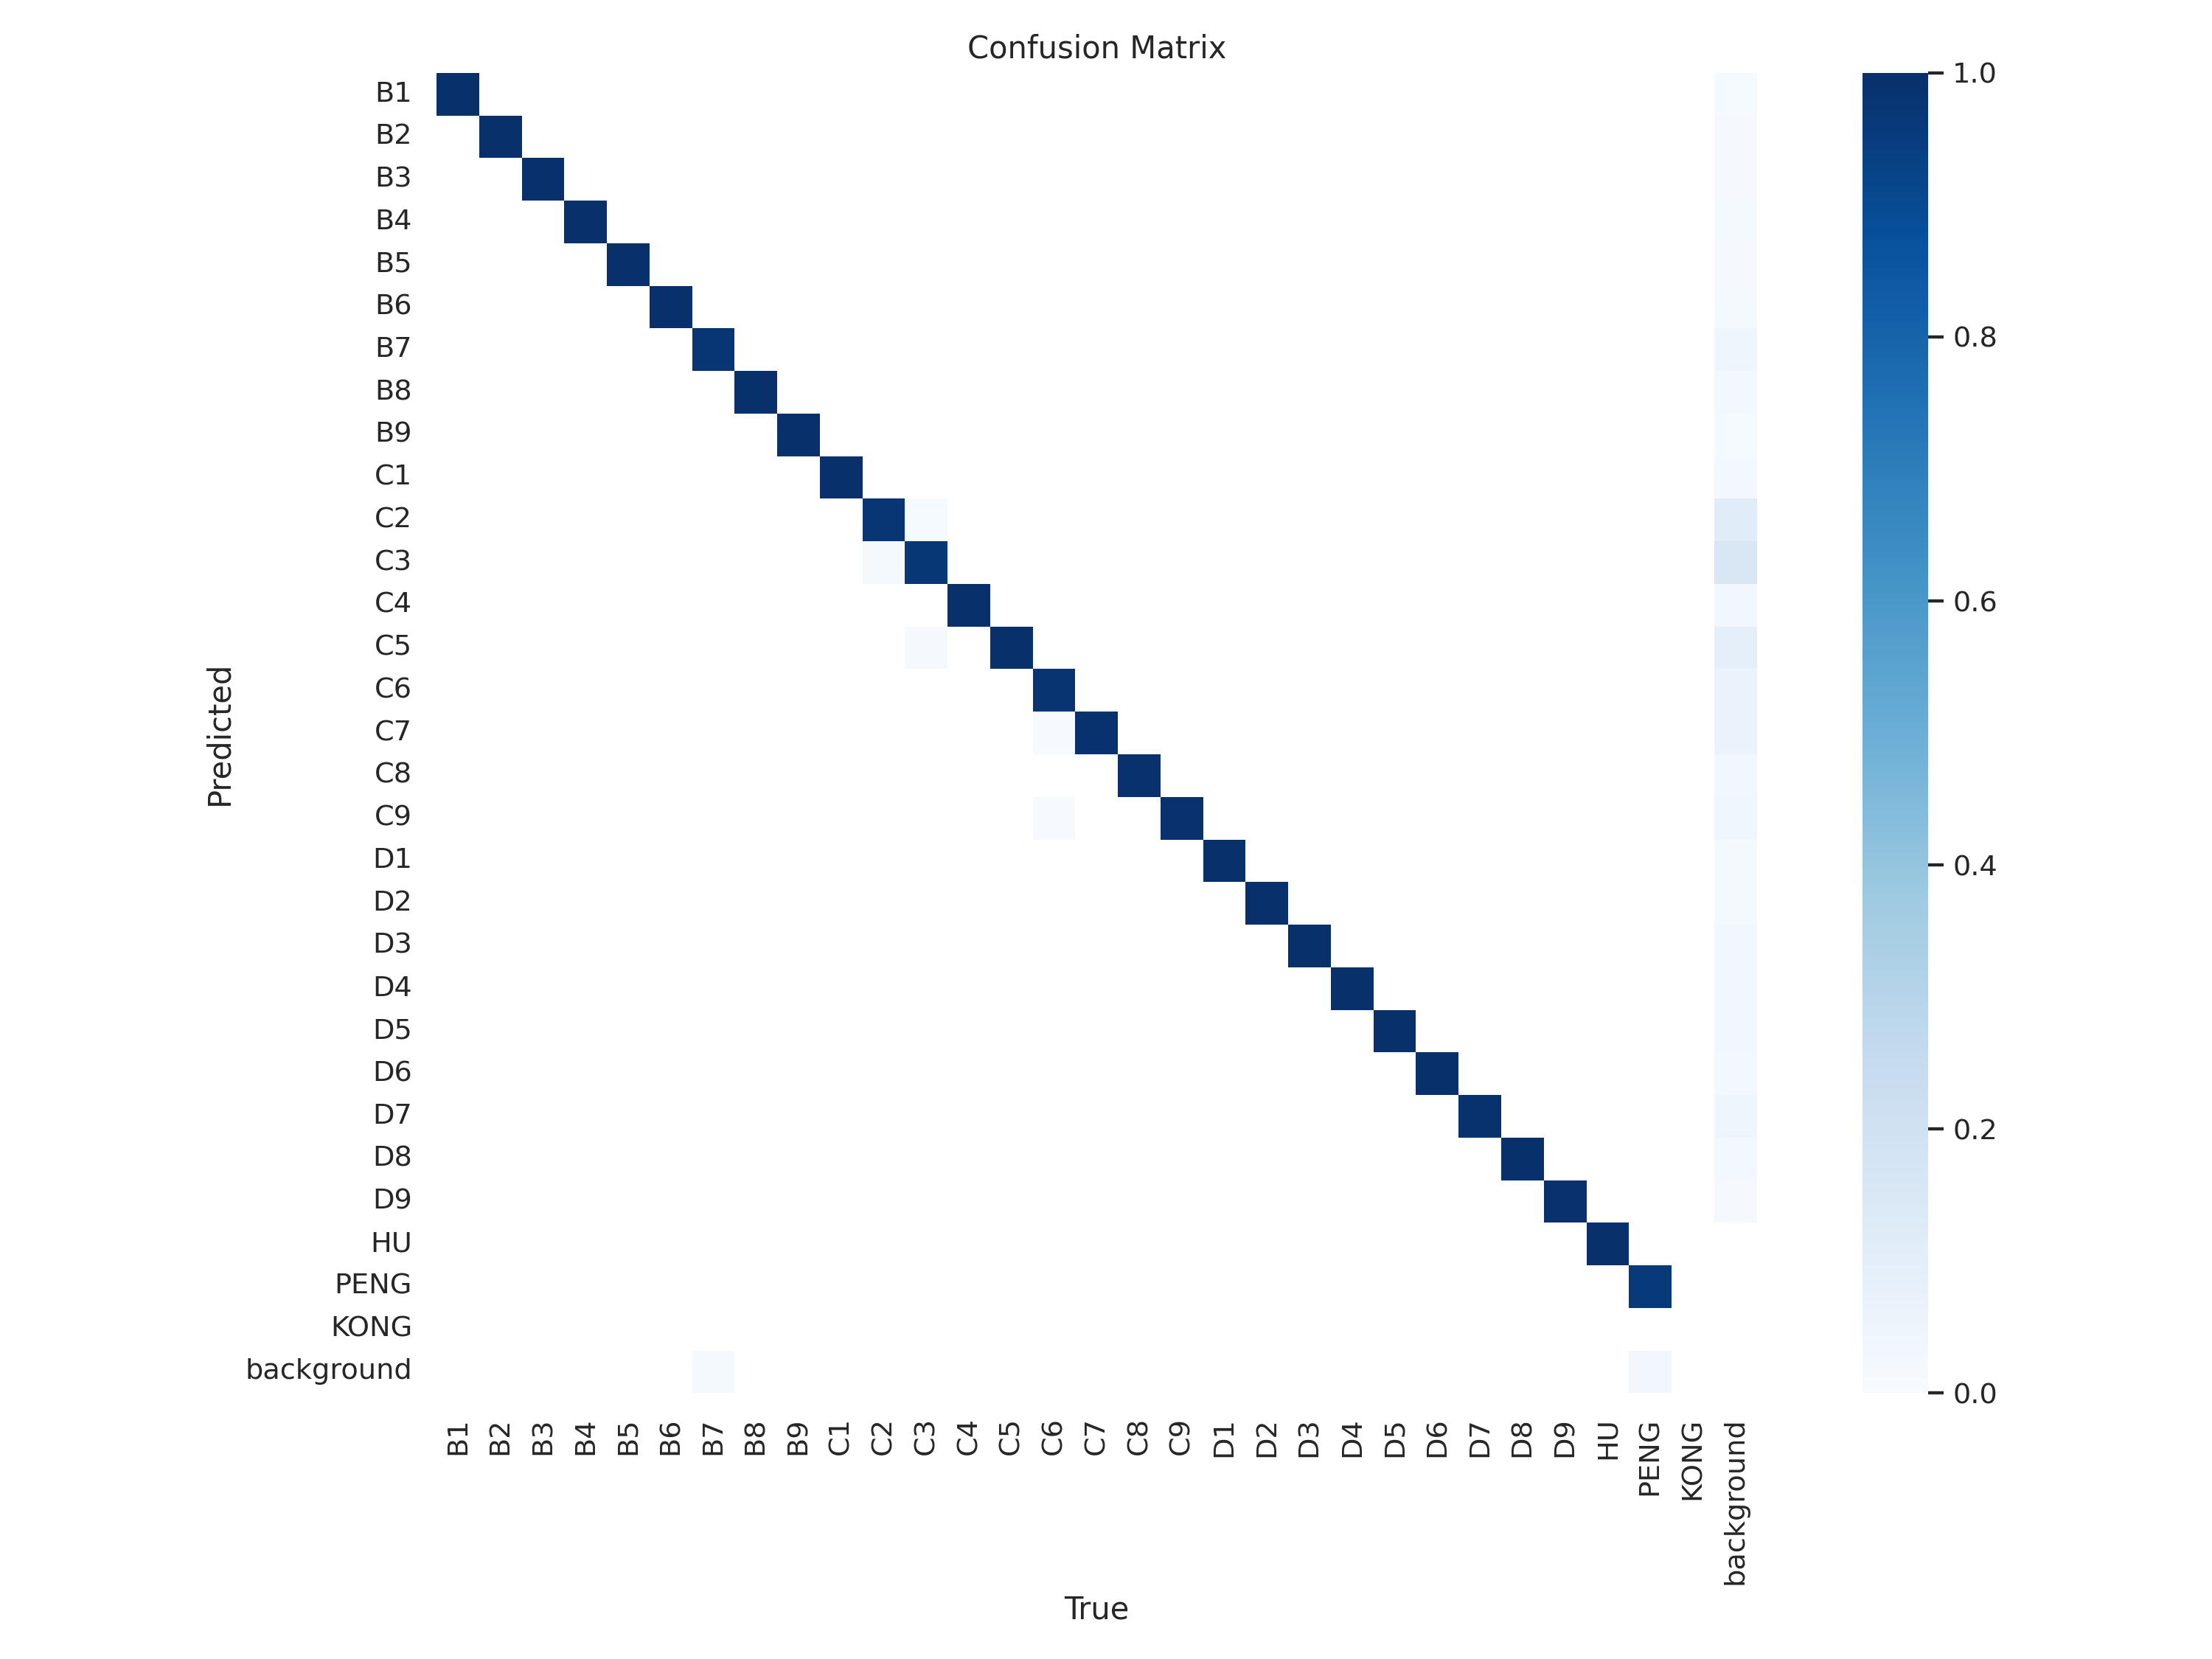 Confusion Matrix
B1
B2
B3
B4
B5
B6
B7
B8
B9
C1
C2
C3
C4
C5
C6
C7
C8
C9
D1
D2
D3
D4
D5
D6
D7
D8
D9
HU
PENG
KONG
background
Predicted
B1 B2 B3 B4 B5 B6 B7 B8 B9 C1 C2 C3 C4 C5 C6 C7 C8 C9 D1 D2 D3 D4 D5 D6 D7 D8 D9 HU PENG KONG background
True
1.0
0.8
0.6
0.4
0.2
0.0